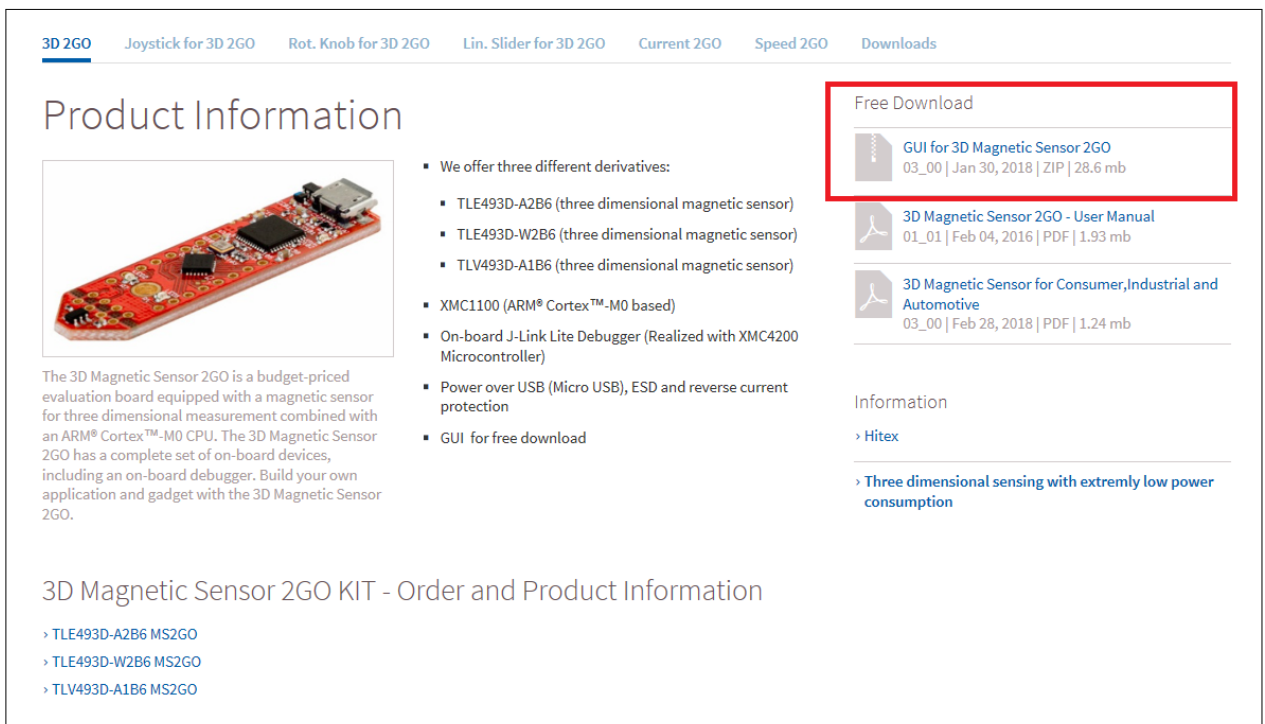 3D 2GO Joystick for 3D 2GO Rot. Knob for 3D 2GO Lin. Slider for 3D 2GO Current 2GO Speed 2GO Downloads
Product Information
The 3D Magnetic Sensor 2GO is a budget-priced
evaluation board equipped with a magnetic sensor
for three dimensional measurement combined with
an ARM® Cortex™-M0 CPU. The 3D Magnetic Sensor
2GO has a complete set of on-board devices,
including an on-board debugger. Build your own
application and gadget with the 3D Magnetic Sensor
2GO.
▪ We offer three different derivatives:
▪ TLE493D-A2B6 (three dimensional magnetic sensor)
▪ TLE493D-W2B6 (three dimensional magnetic sensor)
▪ TLV493D-A1B6 (three dimensional magnetic sensor)
▪ XMC1100 (ARM® Cortex™-M0 based)
▪ On-board J-Link Lite Debugger (Realized with XMC4200
Microcontroller)
▪ Power over USB (Micro USB), ESD and reverse current
protection
▪ GUI for free download
Free Download
GUI for 3D Magnetic Sensor 2GO
03_00 | Jan 30, 2018 | ZIP | 28.6 mb
3D Magnetic Sensor 2GO - User Manual
01_01 | Feb 04, 2016 | PDF | 1.93 mb
3D Magnetic Sensor for Consumer,Industrial and
Automotive
03_00 | Feb 28, 2018 | PDF | 1.24 mb
Information
› Hitex
› Three dimensional sensing with extremly low power
consumption
3D Magnetic Sensor 2GO KIT - Order and Product Information
› TLE493D-A2B6 MS2GO
› TLE493D-W2B6 MS2GO
› TLV493D-A1B6 MS2GO